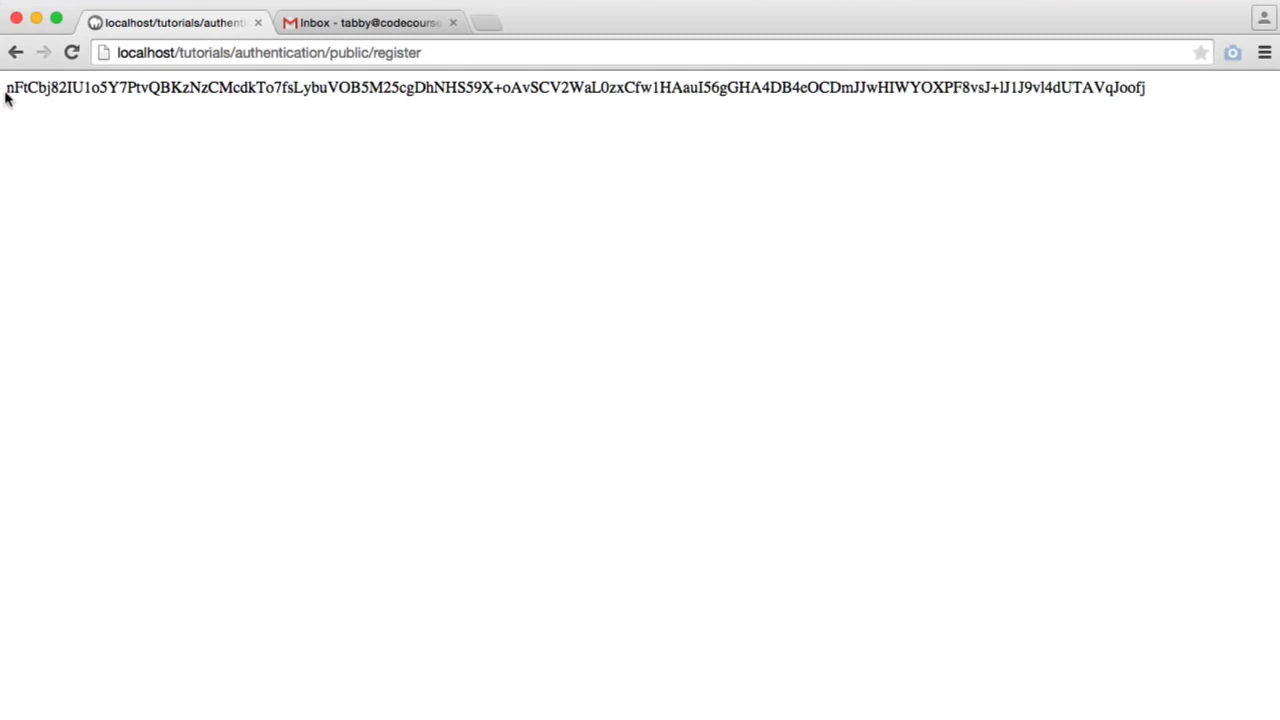 localhost/tutorials/authenti
Inbox - tabby@codecourse
localhost/tutorials/authentication/public/register
nFtCbj82IU1o5Y7PtvQBKzNzCMcdkTo7fsLybuVOB5M25cgDhNHS59X+oAvSCV2WaL0zxCfw1HAauI56gGHA4DB4eOCDmJJwHIWYOXPF8vsJ+lJ1J9vl4dUTAVqJoofj